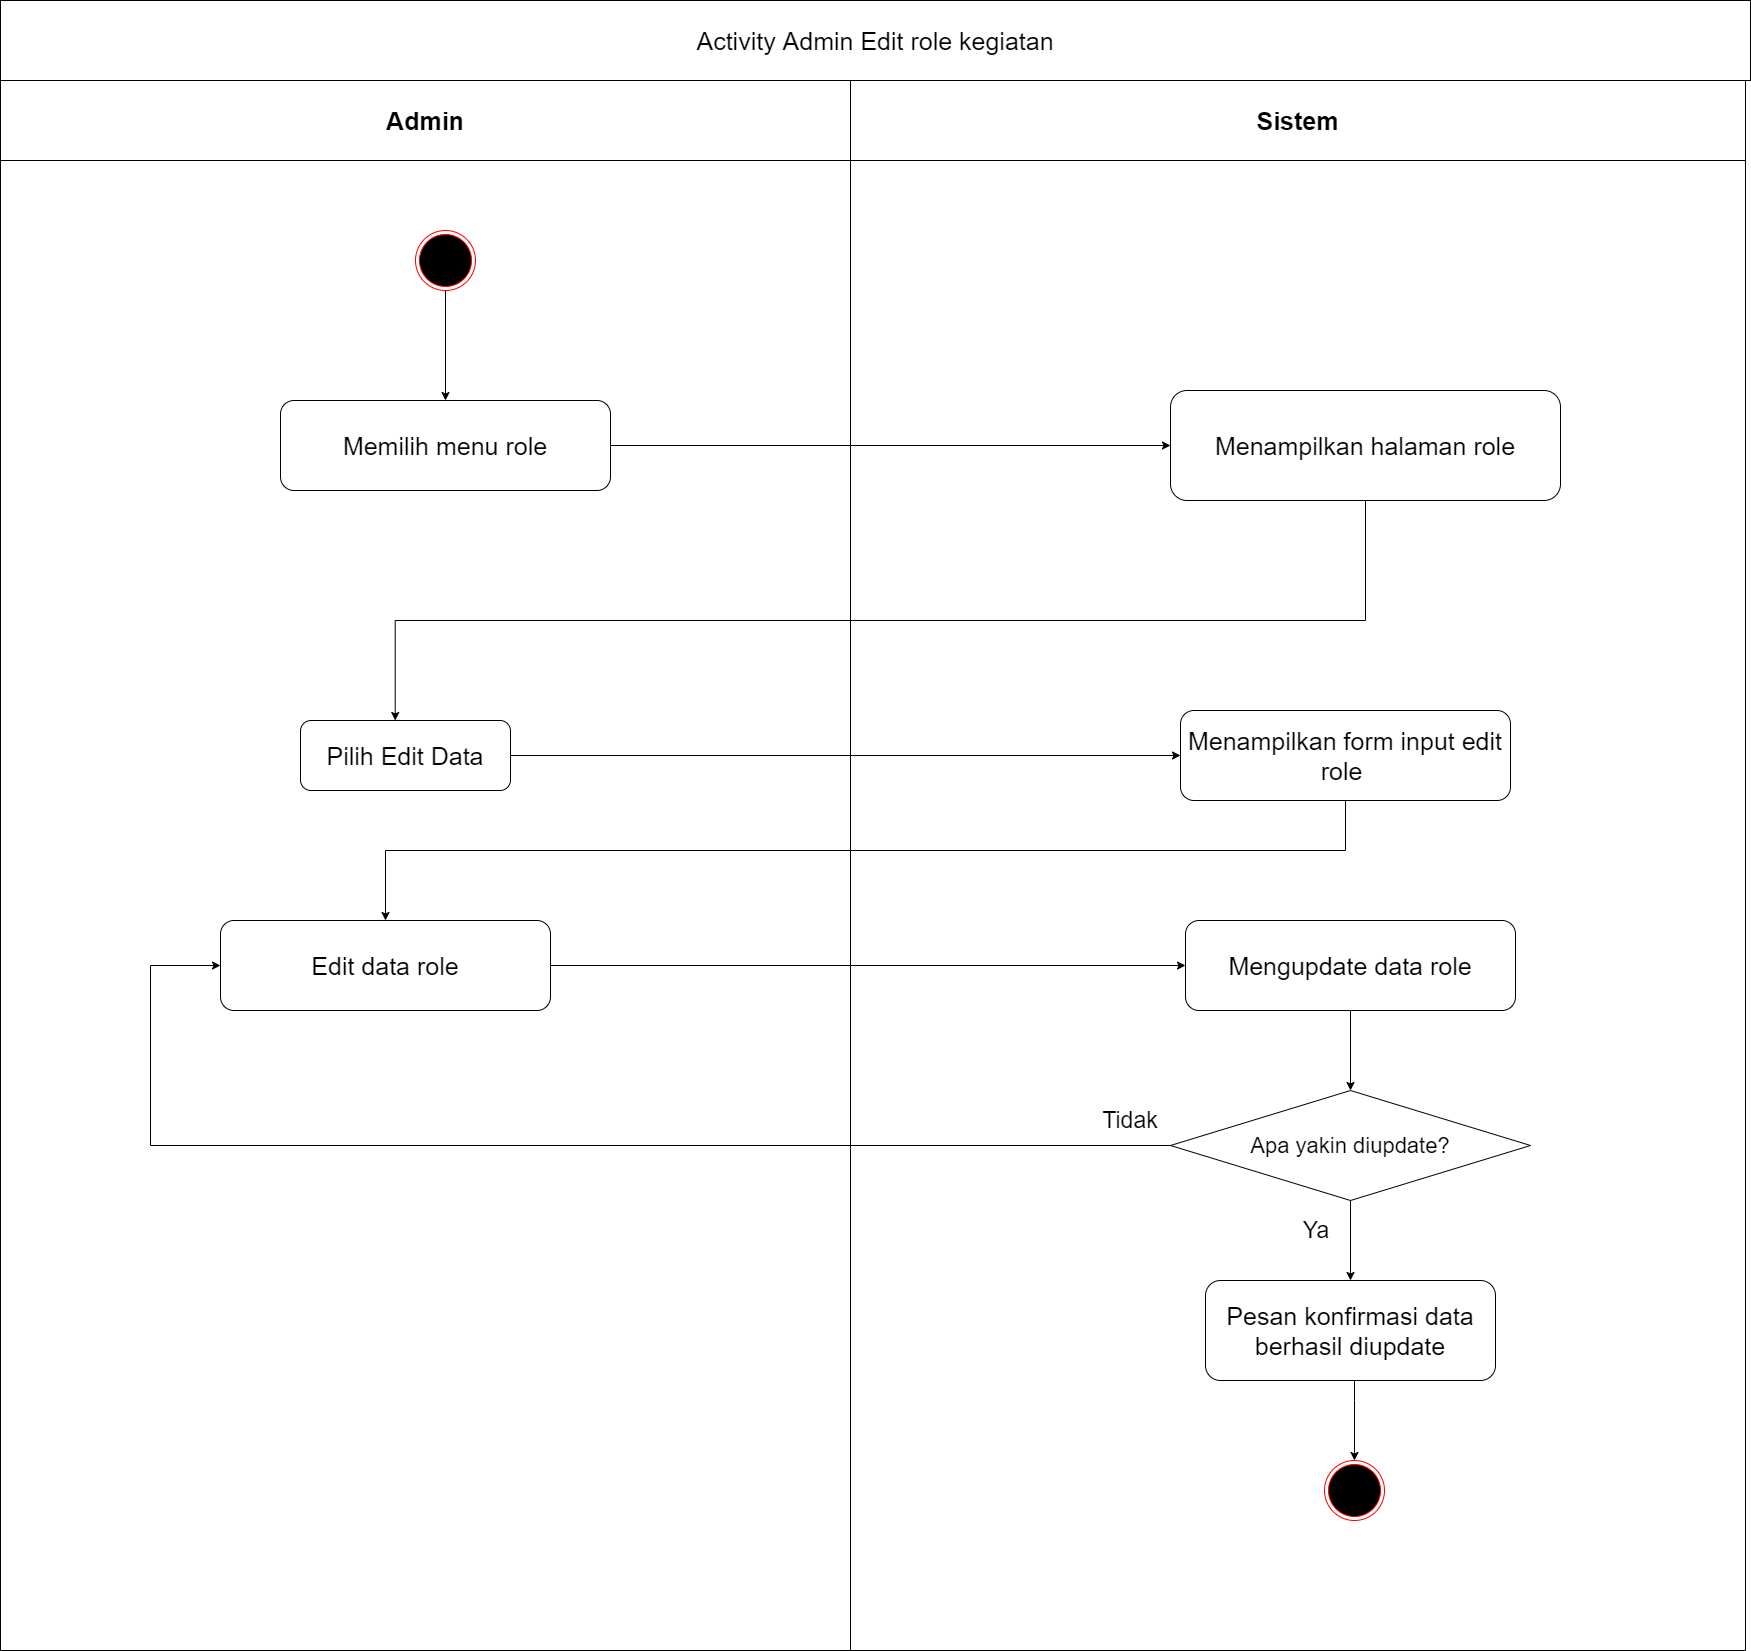 Activity Admin Edit role kegiatan
Admin
Sistem
Memilih menu role
Menampilkan halaman role
Pilih Edit Data
Menampilkan form input edit
role
Edit data role
Mengupdate data role
Tidak
Apa yakin diupdate?
Ya
Pesan konfirmasi data
berhasil diupdate